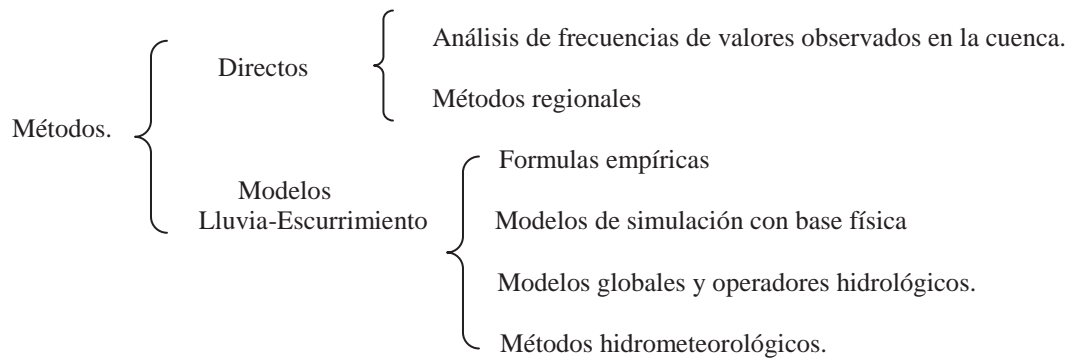 Métodos.
Directos
Análisis de frecuencias de valores observados en la cuenca.
Métodos regionales
Modelos
Lluvia-Escurrimiento
Formulas empíricas
Modelos de simulación con base física
Modelos globales y operadores hidrológicos.
Métodos hidrometeorológicos.